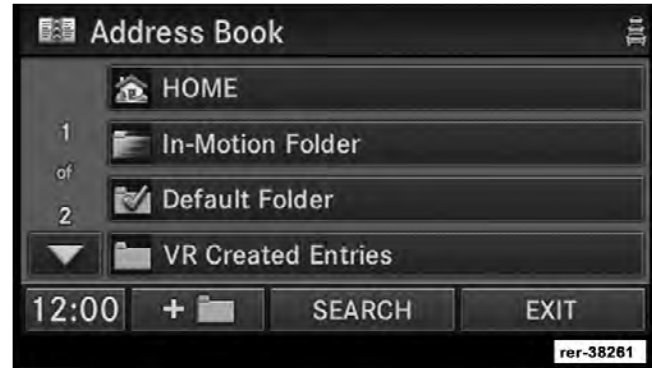 Address Book
HOME
1
of
2
In-Motion Folder
Default Folder
VR Created Entries
12:00 + SEARCH EXIT
rer-38261